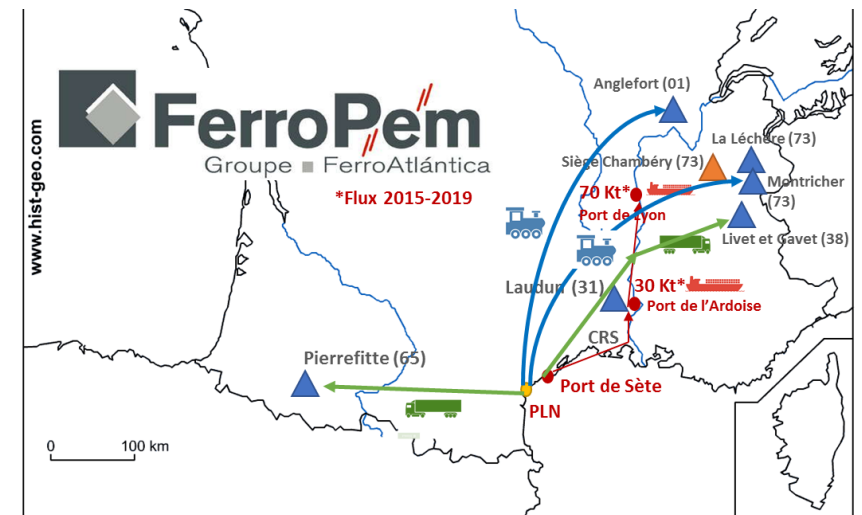 www.hist-geo.com
FerroPém
Groupe FerroAtlántica
*Flux 2015-2019
Anglefort (01)
La Léchère (73)
Siège Chambéry (73)
Montricher
(73)
70 Kt*
Port de Lyon
Livet et Gavet (38)
Laudun (31)
30 Kt*
Port de l'Ardoise
CRS
Pierrefitte (65)
Port de Sète
PLN
0 100 km